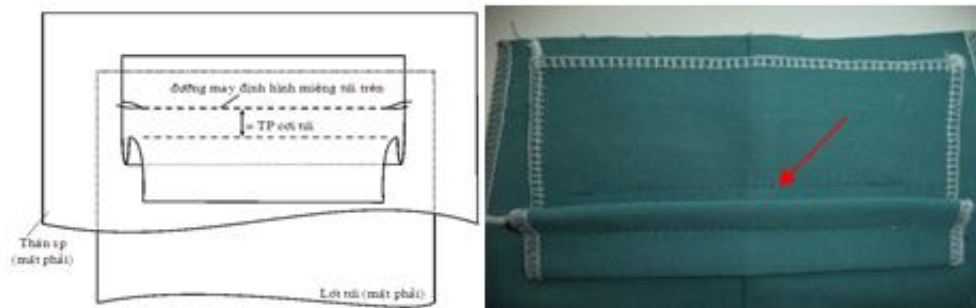 đường may định hình miệng túi trên
= TP cơi túi
Thân sp
(mặt phải)
Lót túi (mặt phải)